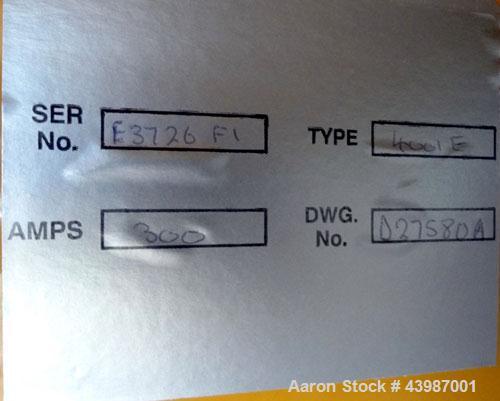 SER No. E3726 F1
TYPE 4001E
AMPS 300
DWG. No. D27580A
Aaron Stock # 43987001